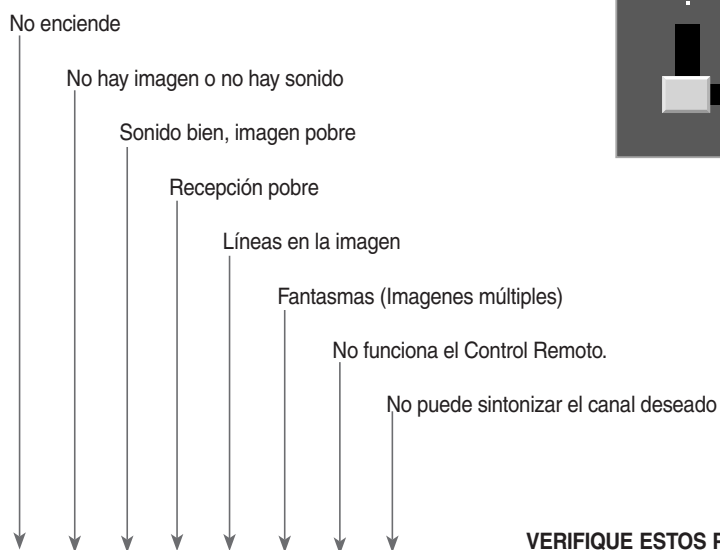 No enciende
No hay imagen o no hay sonido
Sonido bien, imagen pobre
Recepción pobre
Líneas en la imagen
Fantasmas (Imagenes múltiples)
No funciona el Control Remoto.
No puede sintonizar el canal deseado
VERIFIQUE ESTOS